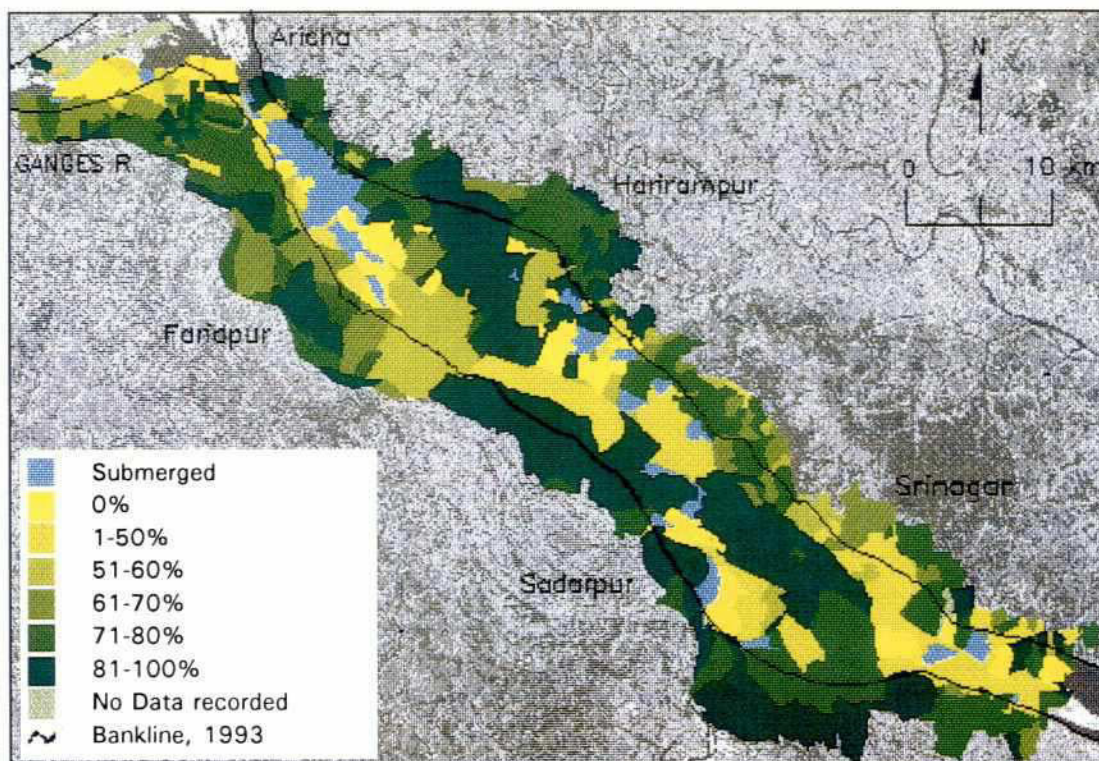 Aricha
N
GANGES R.
Harirampur
0 10 km
Faridpur
Srinagar
Sadarpur
Submerged
0%
1-50%
51-60%
61-70%
71-80%
81-100%
No Data recorded
Bankline, 1993